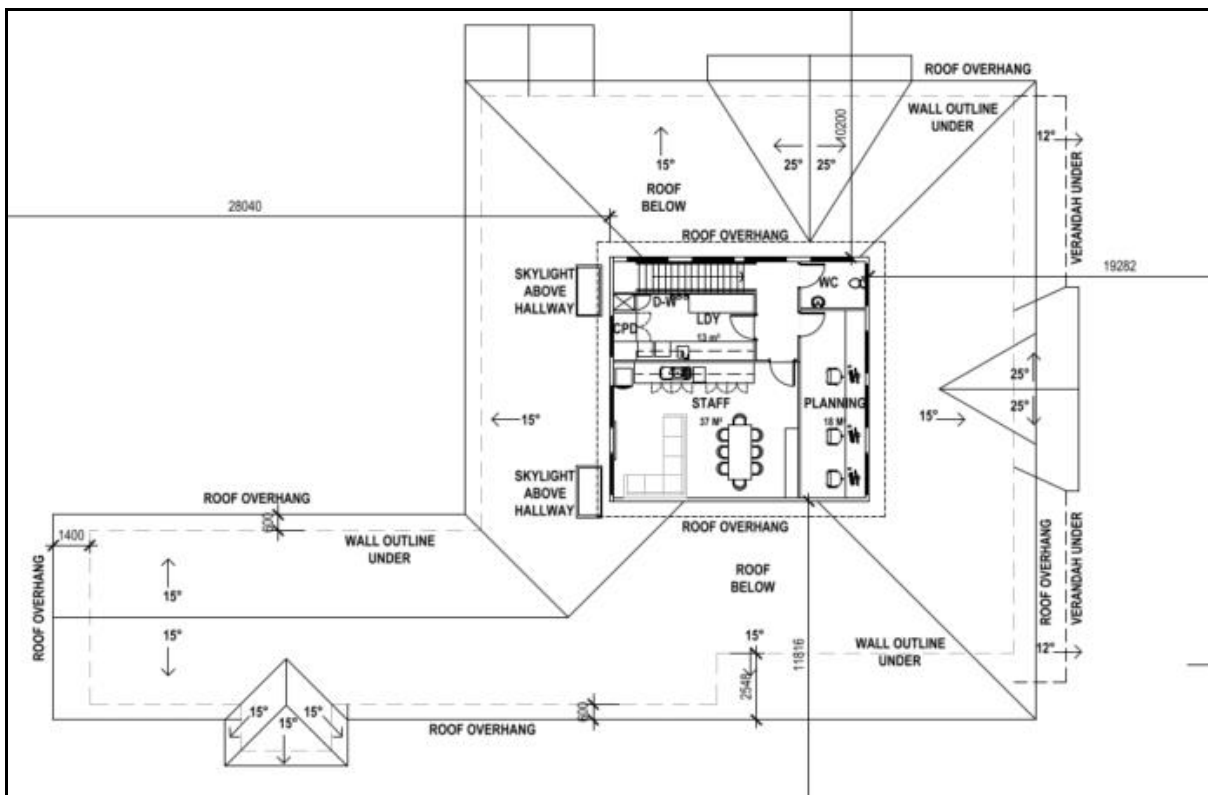 ROOF OVERHANG
WALL OUTLINE
UNDER
10200
12°
15°
25°
25°
VERANDAH UNDER
ROOF
BELOW
28040
ROOF OVERHANG
19282
SKYLIGHT
ABOVE
HALLWAY
WC
D-W
LDY
13 m²
CPD
25°
25°
STAFF
37 M²
PLANNING
15°
15°
SKYLIGHT
ABOVE
HALLWAY
ROOF OVERHANG
600
ROOF OVERHANG
1400
WALL OUTLINE
UNDER
ROOF OVERHANG
VERANDAH UNDER
ROOF
BELOW
15°
ROOF OVERHANG
15°
15°
11816
WALL OUTLINE
UNDER
12°
2548
600
15°
15°
15°
ROOF OVERHANG